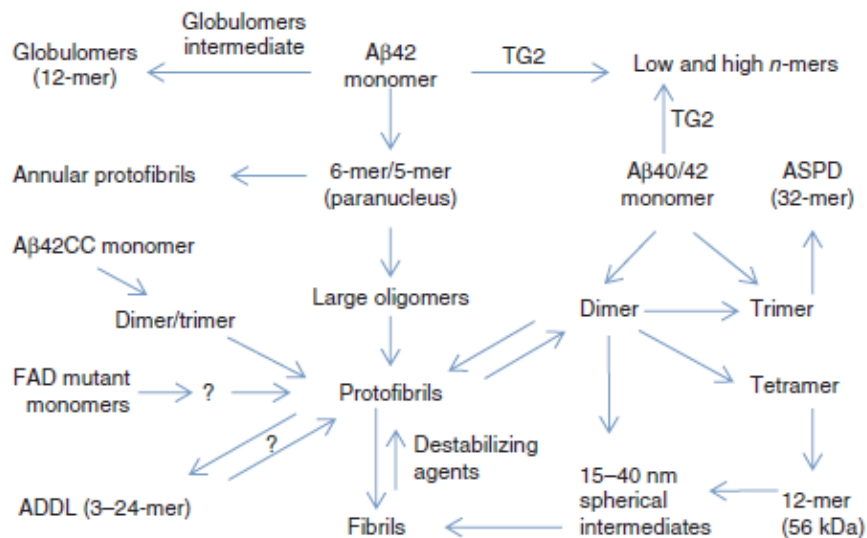 Globulomers
intermediate
Globulomers
(12-mer)
Aβ42
monomer
TG2
Low and high n-mers
TG2
Annular protofibrils
6-mer/5-mer
(paranucleus)
Aβ40/42
monomer
ASPD
(32-mer)
Aβ42CC monomer
Large oligomers
Dimer/trimer
Dimer
Trimer
FAD mutant
monomers
?
Protofibrils
Tetramer
?
Destabilizing
agents
ADDL (3–24-mer)
Fibrils
15–40 nm
spherical
intermediates
12-mer
(56 kDa)